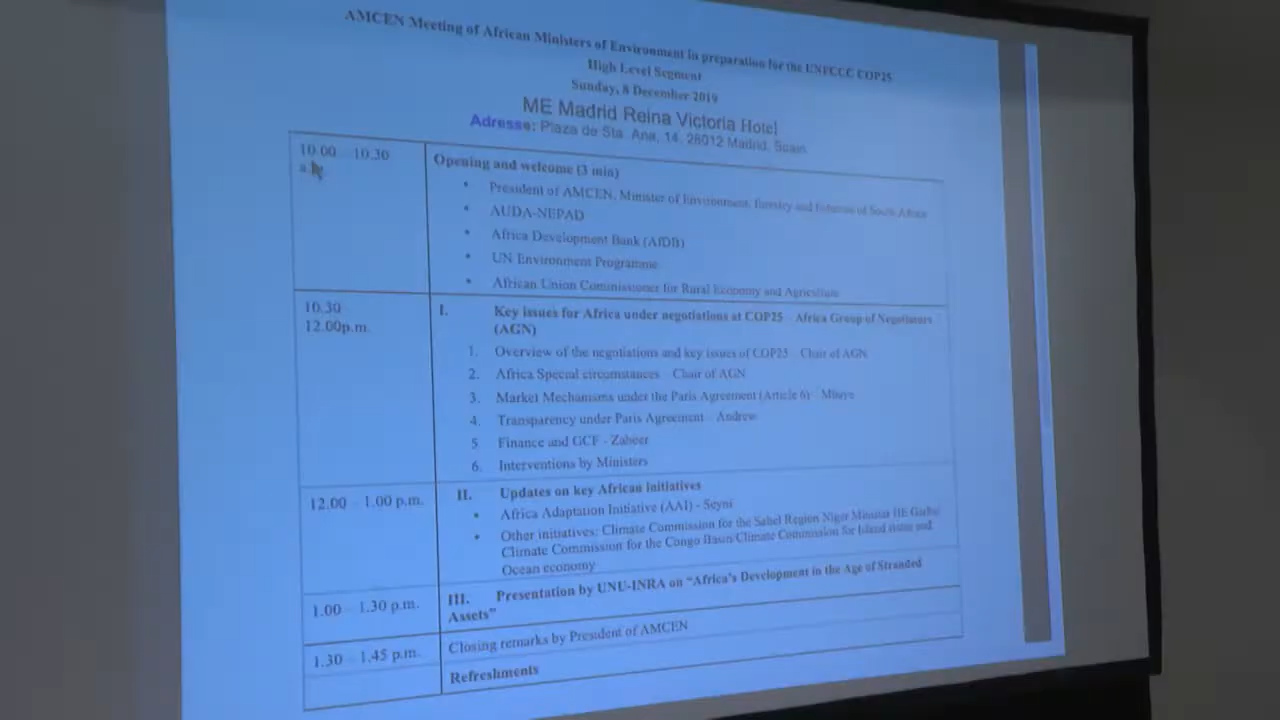 AMCEN Meeting of African Ministers of Environment in preparation for the UNFCCC COP25
High Level Segment
Sunday, 8 December 2019
ME Madrid Reina Victoria Hotel
Adresse: Plaza de Sta. Ana, 14, 28012 Madrid, Spain
10.00 – 10.30
Opening and welcome (3 min)
• President of AMCEN, Minister of Environment, Forestry and Fisheries of South Africa
• AUDA-NEPAD
• Africa Development Bank (AfDB)
• UN Environment Programme
• African Union Commissioner for Rural Economy and Agriculture
10.30
12.00p.m.
I. Key issues for Africa under negotiations at COP25 – Africa Group of Negotiators
(AGN)
1. Overview of the negotiations and key issues of COP25 – Chair of AGN
2. Africa Special circumstances – Chair of AGN
3. Market Mechanisms under the Paris Agreement (Article 6) – Mbaye
4. Transparency under Paris Agreement – Andrew
5 Finance and GCF - Zaheer
6. Interventions by Ministers
12.00 – 1.00 p.m.
II. Updates on key African initiatives
• Africa Adaptation Initiative (AAI) - Seyni
• Other initiatives: Climate Commission for the Sahel Region Niger Minister HE Garba
Climate Commission for the Congo Basin Climate Commission for Island states and
Ocean economy
1.00 – 1.30 p.m.
III. Presentation by UNU-INRA on “Africa’s Development in the Age of Stranded
Assets”
1.30 – 1.45 p.m.
Closing remarks by President of AMCEN
Refreshments